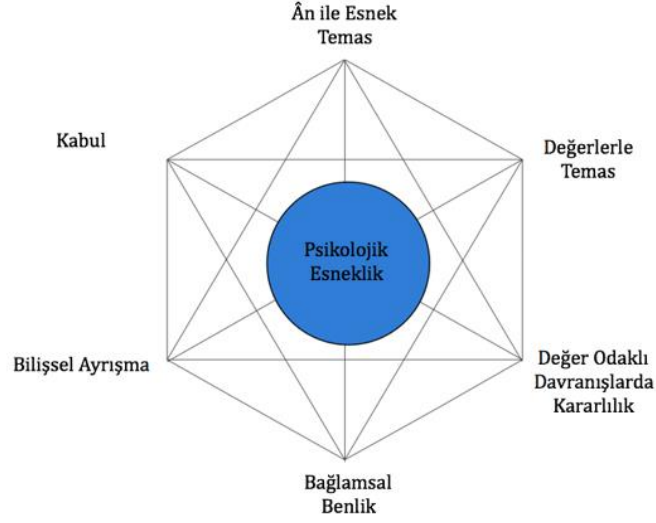 Ân ile Esnek
Temas
Kabul
Değerlerle
Temas
Psikolojik
Esneklik
Bilişsel Ayrışma
Değer Odaklı
Davranışlarda
Kararlılık
Bağlamsal
Benlik